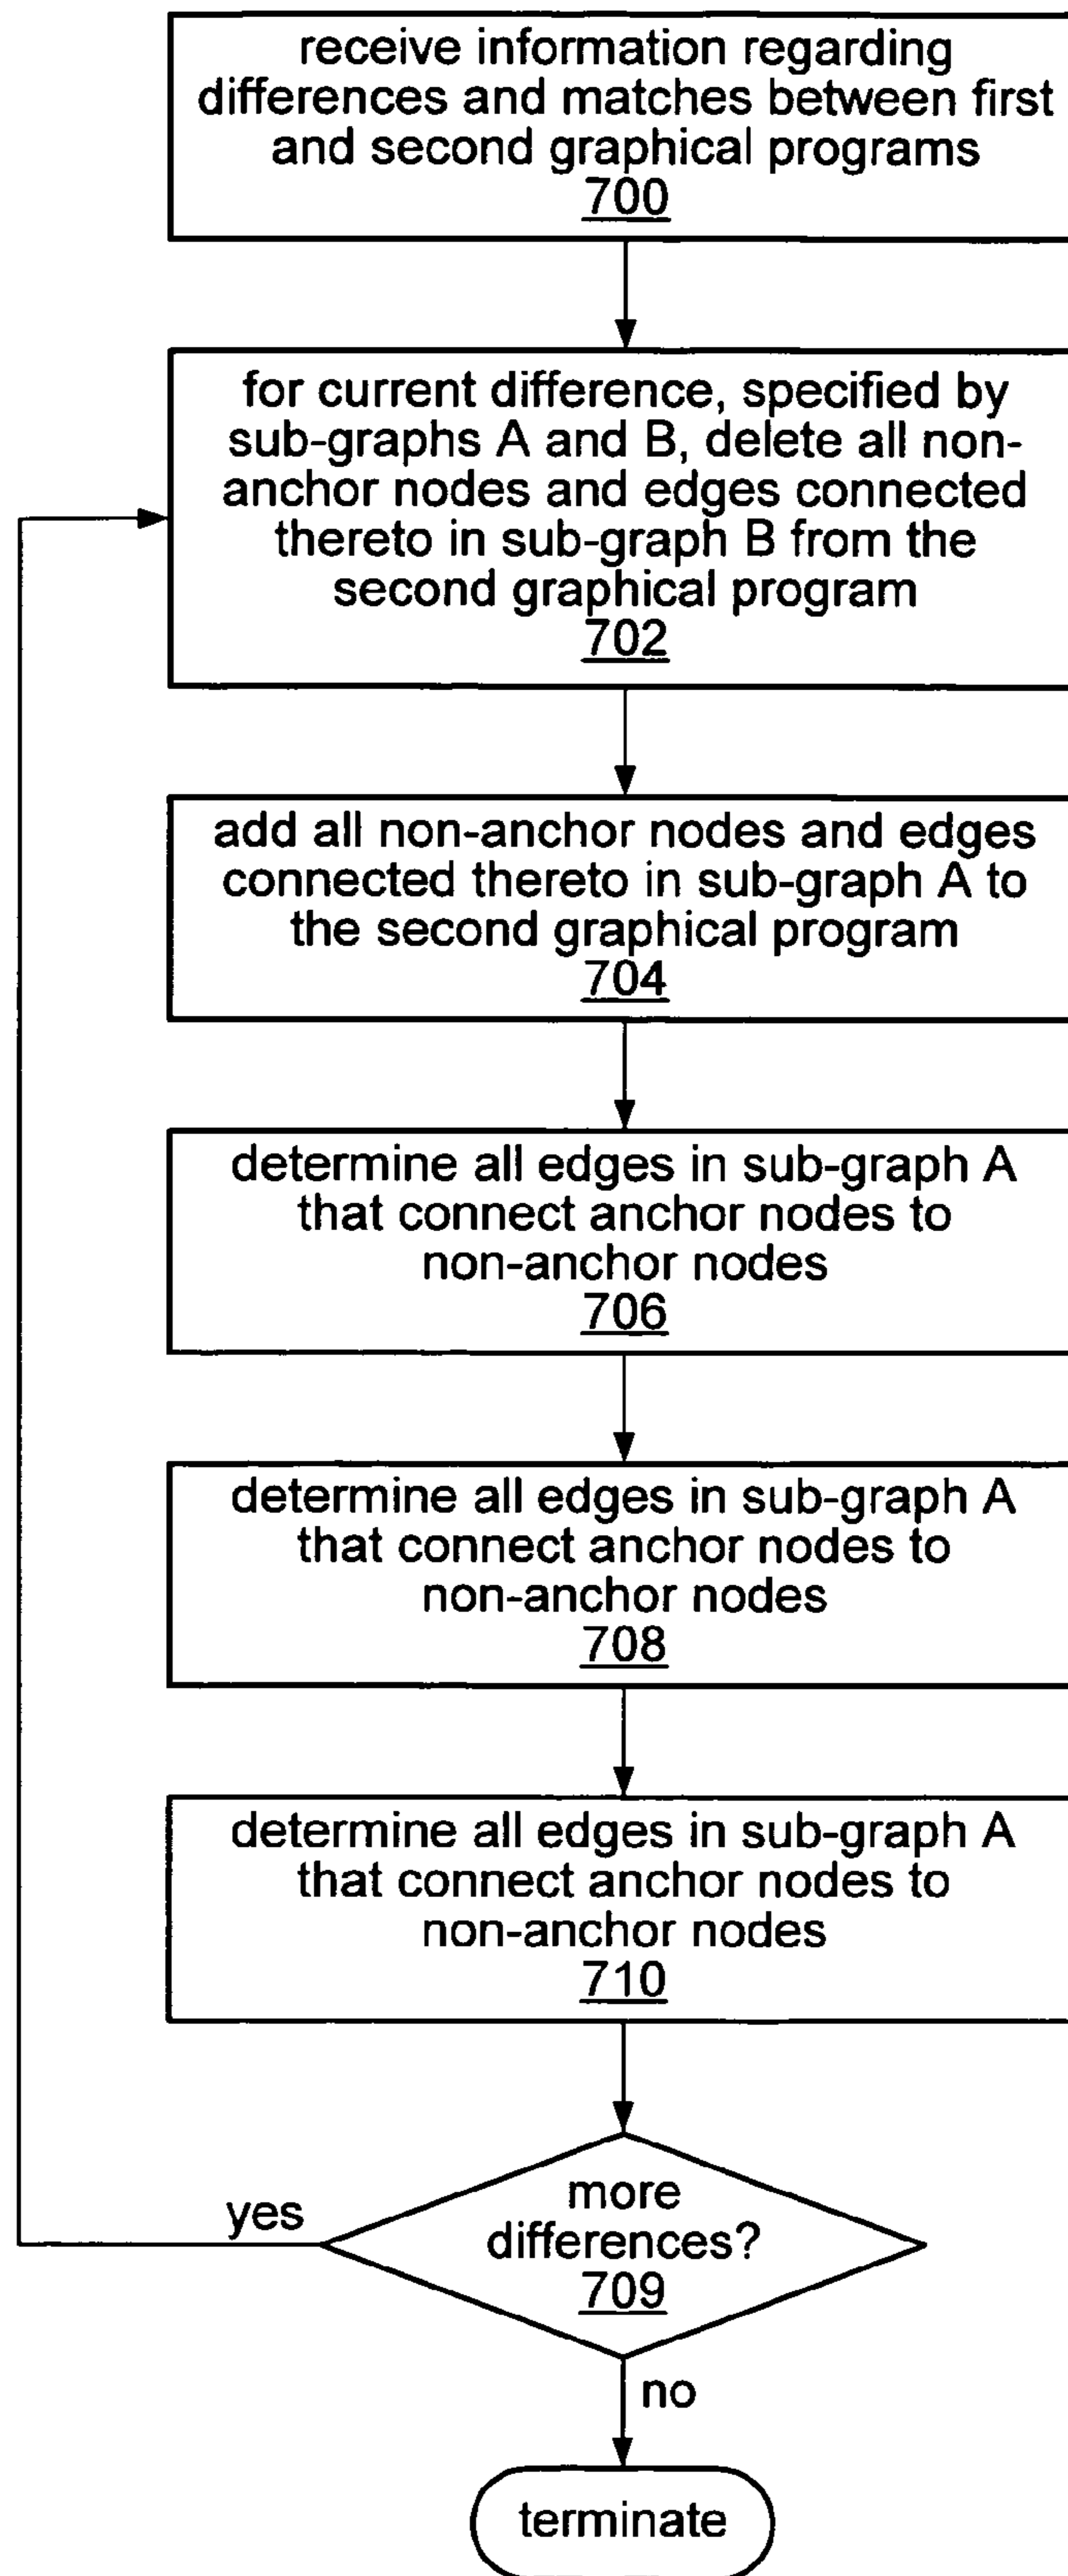 receive information regarding
differences and matches between first
and second graphical programs
700
for current difference, specified by
sub-graphs A and B, delete all non-
anchor nodes and edges connected
thereto in sub-graph B from the
second graphical program
702
add all non-anchor nodes and edges
connected thereto in sub-graph A to
the second graphical program
704
determine all edges in sub-graph A
that connect anchor nodes to
non-anchor nodes
706
determine all edges in sub-graph A
that connect anchor nodes to
non-anchor nodes
708
determine all edges in sub-graph A
that connect anchor nodes to
non-anchor nodes
710
yes
more
differences?
709
no
terminate